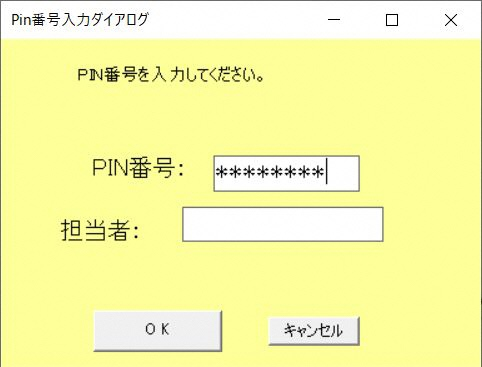 Pin番号入力ダイアログ
PIN番号を入力してください。
PIN番号: ********
担当者:
ＯＫ
キャンセル